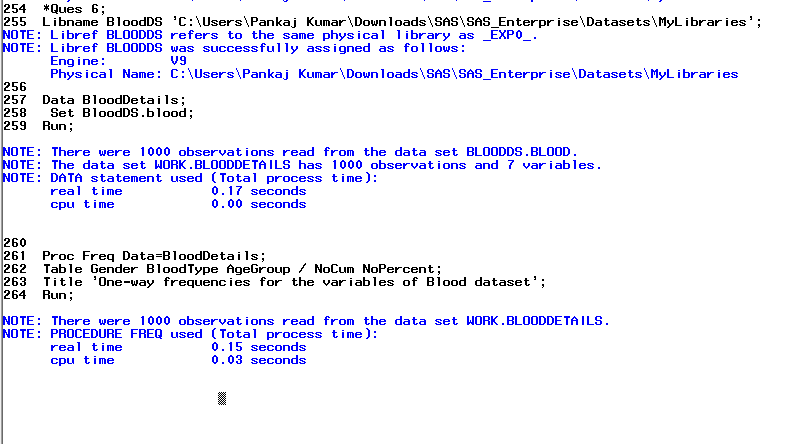 254  *Ques 6;
255  Libname BloodDS 'C:\Users\Pankaj Kumar\Downloads\SAS\SAS_Enterprise\Datasets\MyLibraries';
NOTE: Libref BLOODDS refers to the same physical library as _EXP0_.
NOTE: Libref BLOODDS was successfully assigned as follows:
      Engine:        V9
      Physical Name: C:\Users\Pankaj Kumar\Downloads\SAS\SAS_Enterprise\Datasets\MyLibraries
256
257  Data BloodDetails;
258   Set BloodDS.blood;
259  Run;

NOTE: There were 1000 observations read from the data set BLOODDS.BLOOD.
NOTE: The data set WORK.BLOODDETAILS has 1000 observations and 7 variables.
NOTE: DATA statement used (Total process time):
      real time           0.17 seconds
      cpu time            0.00 seconds

260
261  Proc Freq Data=BloodDetails;
262  Table Gender BloodType AgeGroup / NoCum NoPercent;
263  Title 'One-way frequencies for the variables of Blood dataset';
264  Run;

NOTE: There were 1000 observations read from the data set WORK.BLOODDETAILS.
NOTE: PROCEDURE FREQ used (Total process time):
      real time           0.15 seconds
      cpu time            0.03 seconds